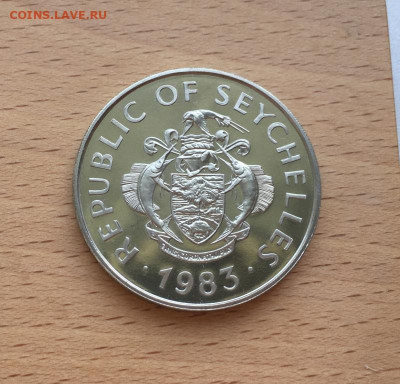 COINS.LAVE.RU
REPUBLIC OF SEYCHELLES
· 1983 ·